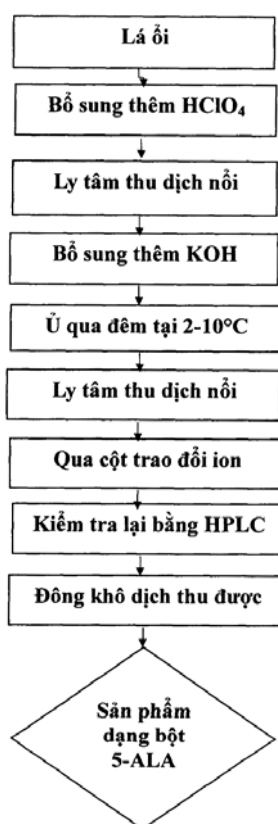 Lá ổi
Bổ sung thêm HClO₄
Ly tâm thu dịch nổi
Bổ sung thêm KOH
Ủ qua đêm tại 2-10°C
Ly tâm thu dịch nổi
Qua cột trao đổi ion
Kiểm tra lại bằng HPLC
Đông khô dịch thu được
Sản phẩm
dạng bột
5-ALA